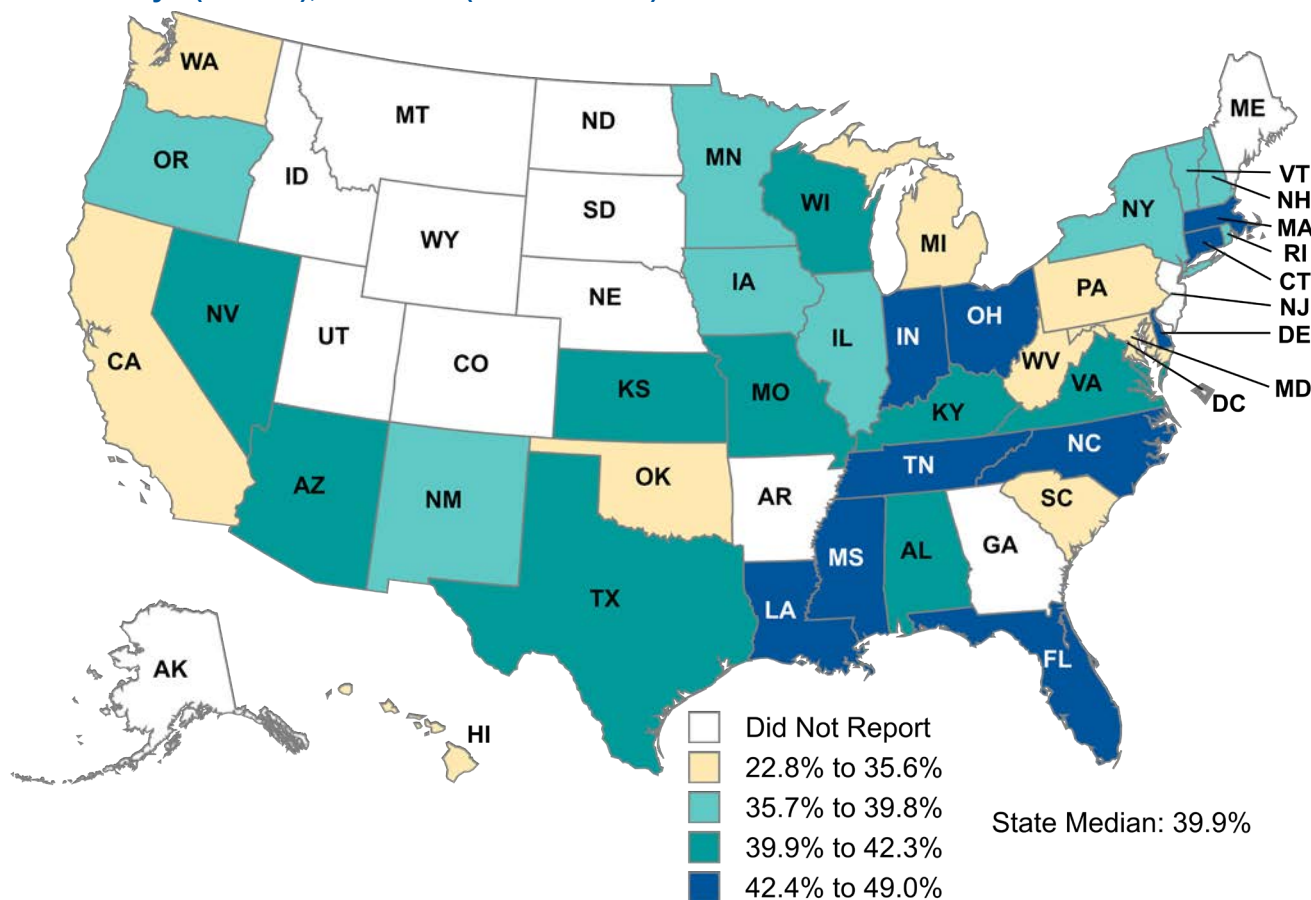 WA
MT
ND
OR
ID
MN
ME
VT
NH
WI
NY
MA
SD
WY
MI
RI
CT
IA
PA
NE
NJ
NV
OH
DE
UT
IN
IL
CA
CO
WV
MD
VA
KS
MO
DC
KY
NC
TN
OK
AZ
SC
AR
NM
GA
AL
MS
TX
LA
FL
AK
HI
Did Not Report
22.8% to 35.6%
35.7% to 39.8%
State Median: 39.9%
39.9% to 42.3%
42.4% to 49.0%